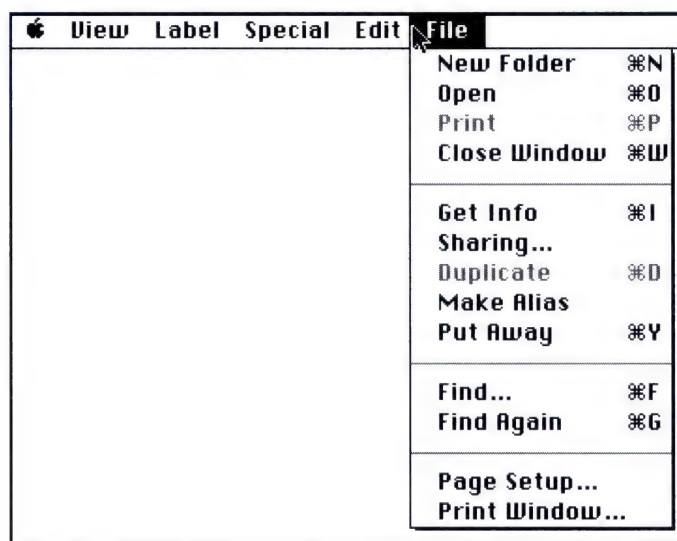 View Label Special Edit File
New Folder ⌘N
Open ⌘O
Print ⌘P
Close Window ⌘W
Get Info ⌘I
Sharing...
Duplicate ⌘D
Make Alias
Put Away ⌘Y
Find... ⌘F
Find Again ⌘G
Page Setup...
Print Window...